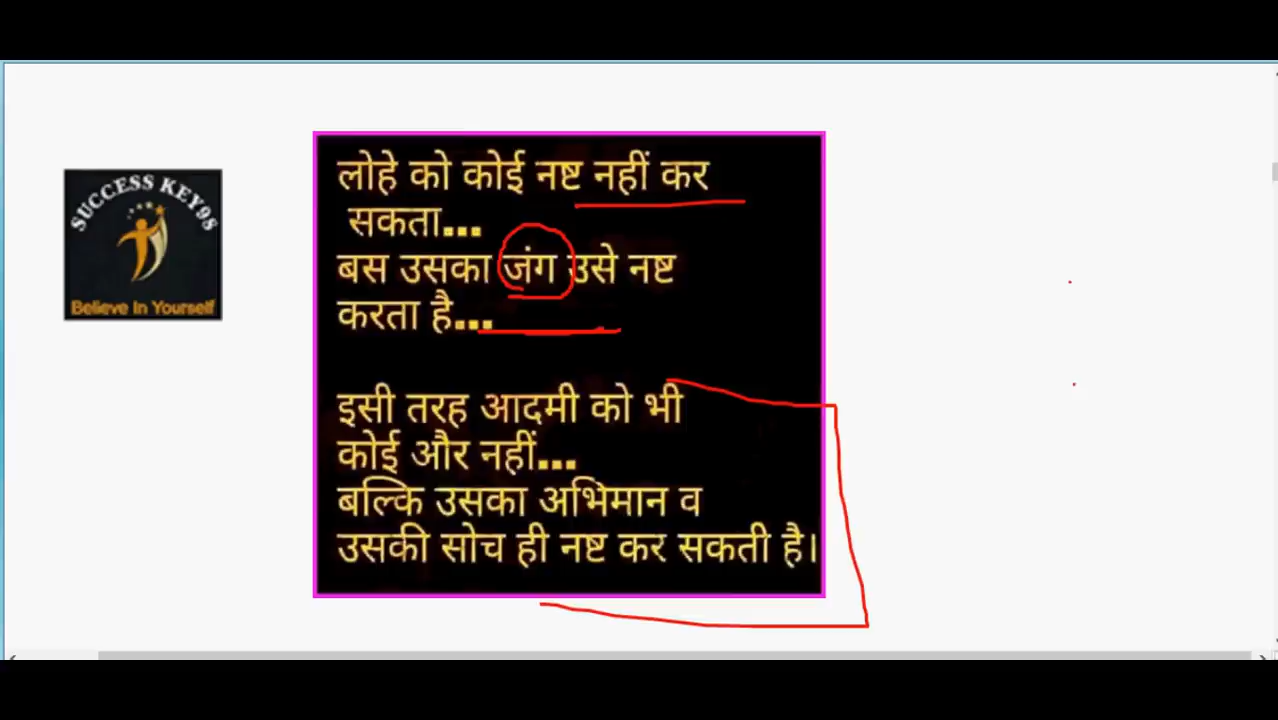 SUCCESS KEY98
Believe In Yourself
लोहे को कोई नष्ट नहीं कर
सकता...
बस उसका जंग उसे नष्ट
करता है...
इसी तरह आदमी को भी
कोई और नहीं...
बल्कि उसका अभिमान व
उसकी सोच ही नष्ट कर सकती है।